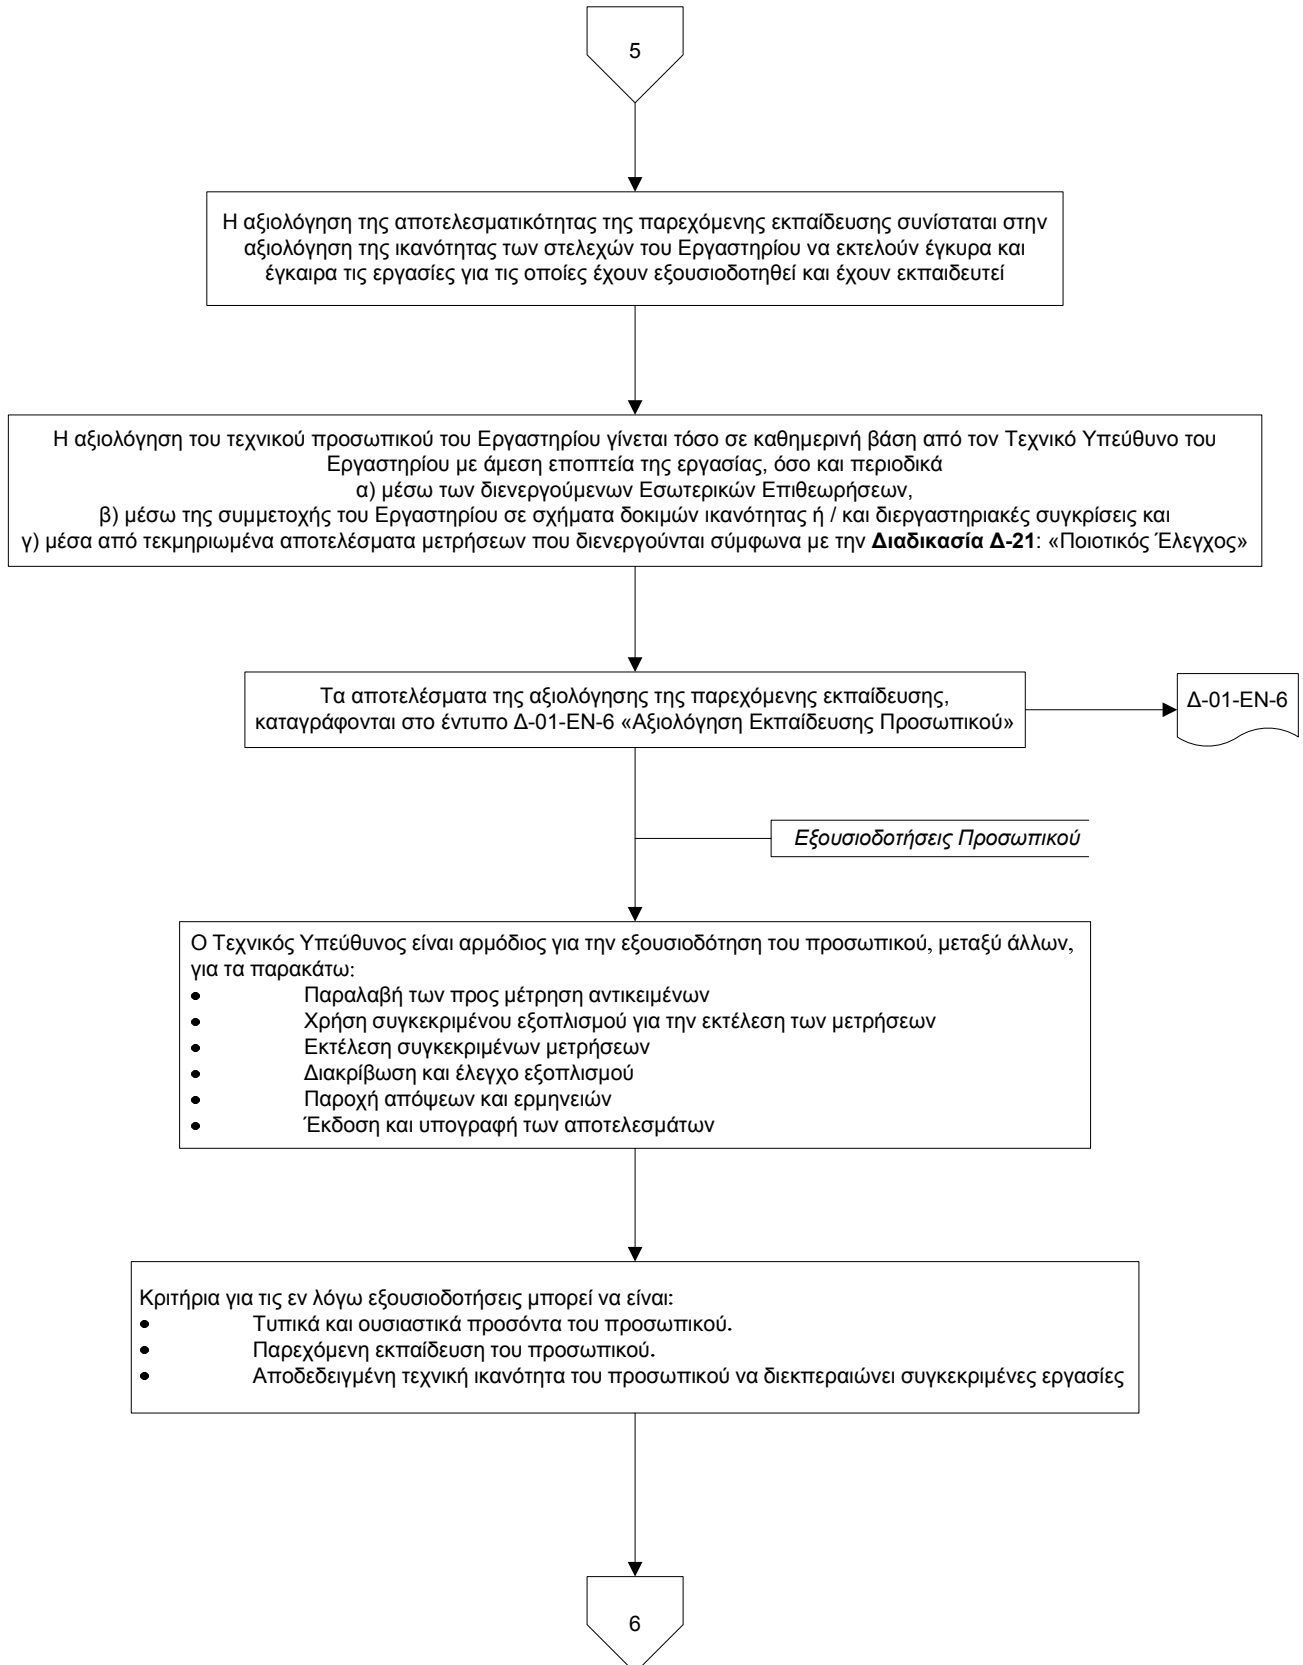 5
Η αξιολόγηση της αποτελεσματικότητας της παρεχόμενης εκπαίδευσης συνίσταται στην
αξιολόγηση της ικανότητας των στελεχών του Εργαστηρίου να εκτελούν έγκυρα και
έγκαιρα τις εργασίες για τις οποίες έχουν εξουσιοδοτηθεί και έχουν εκπαιδευτεί
Η αξιολόγηση του τεχνικού προσωπικού του Εργαστηρίου γίνεται τόσο σε καθημερινή βάση από τον Τεχνικό Υπεύθυνο του
Εργαστηρίου με άμεση εποπτεία της εργασίας, όσο και περιοδικά
α) μέσω των διενεργούμενων Εσωτερικών Επιθεωρήσεων,
β) μέσω της συμμετοχής του Εργαστηρίου σε σχήματα δοκιμών ικανότητας ή / και διεργαστηριακές συγκρίσεις και
γ) μέσα από τεκμηριωμένα αποτελέσματα μετρήσεων που διενεργούνται σύμφωνα με την Διαδικασία Δ-21: «Ποιοτικός Έλεγχος»
Τα αποτελέσματα της αξιολόγησης της παρεχόμενης εκπαίδευσης,
καταγράφονται στο έντυπο Δ-01-ΕΝ-6 «Αξιολόγηση Εκπαίδευσης Προσωπικού»
Δ-01-ΕΝ-6
Εξουσιοδοτήσεις Προσωπικού
Ο Τεχνικός Υπεύθυνος είναι αρμόδιος για την εξουσιοδότηση του προσωπικού, μεταξύ άλλων,
για τα παρακάτω:
• Παραλαβή των προς μέτρηση αντικειμένων
• Χρήση συγκεκριμένου εξοπλισμού για την εκτέλεση των μετρήσεων
• Εκτέλεση συγκεκριμένων μετρήσεων
• Διακρίβωση και έλεγχο εξοπλισμού
• Παροχή απόψεων και ερμηνειών
• Έκδοση και υπογραφή των αποτελεσμάτων
Κριτήρια για τις εν λόγω εξουσιοδοτήσεις μπορεί να είναι:
• Τυπικά και ουσιαστικά προσόντα του προσωπικού.
• Παρεχόμενη εκπαίδευση του προσωπικού.
• Αποδεδειγμένη τεχνική ικανότητα του προσωπικού να διεκπεραιώνει συγκεκριμένες εργασίες
6